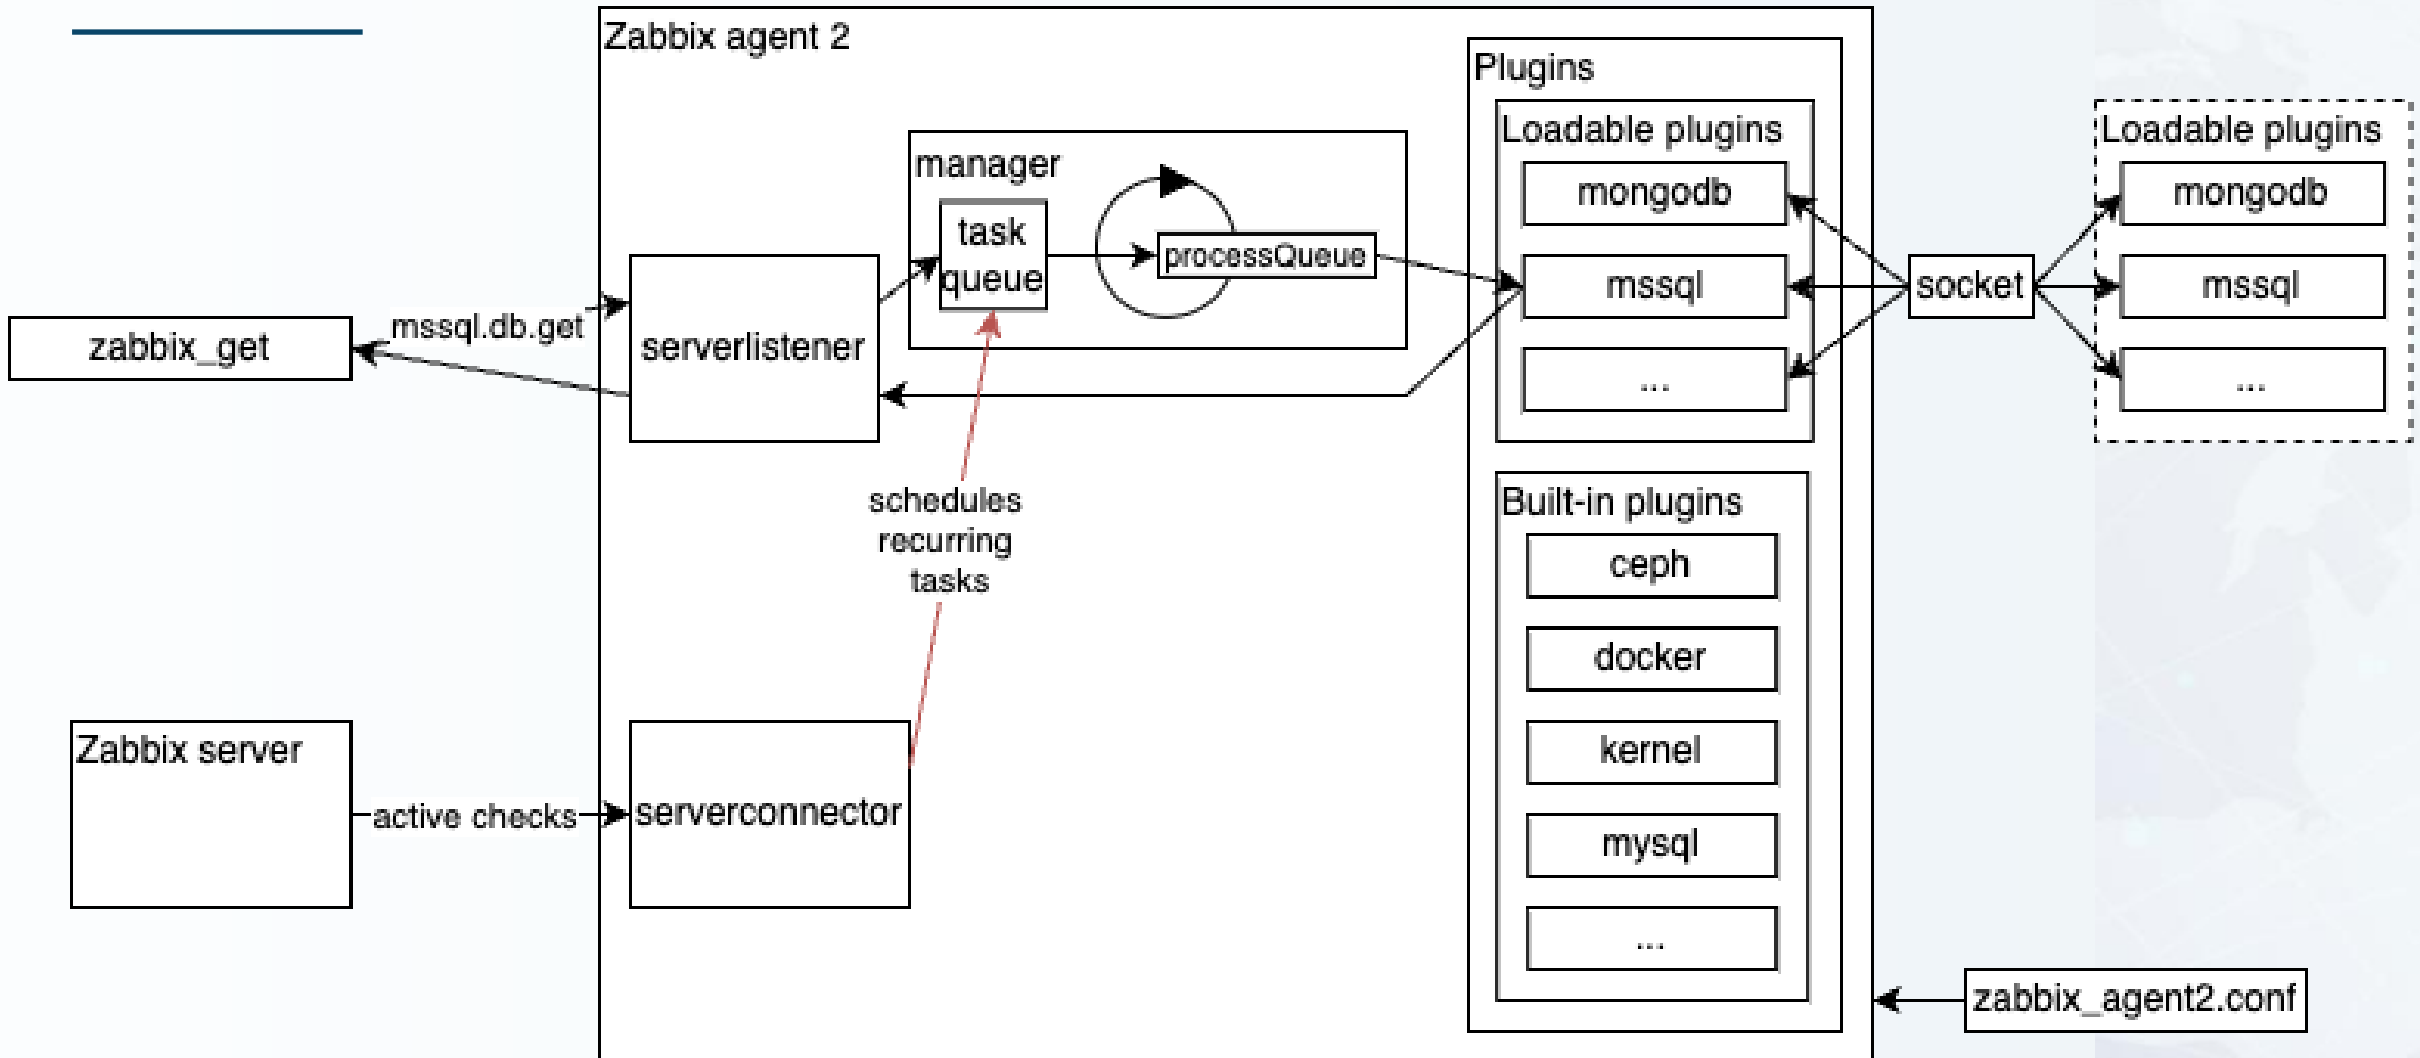 Zabbix agent 2
Plugins
Loadable plugins
mongodb
mssql
...
Loadable plugins
mongodb
mssql
...
socket
manager
task
queue
processQueue
serverlistener
mssql.db.get
zabbix_get
schedules
recurring
tasks
Built-in plugins
ceph
docker
kernel
mysql
...
Zabbix server
active checks
serverconnector
zabbix_agent2.conf